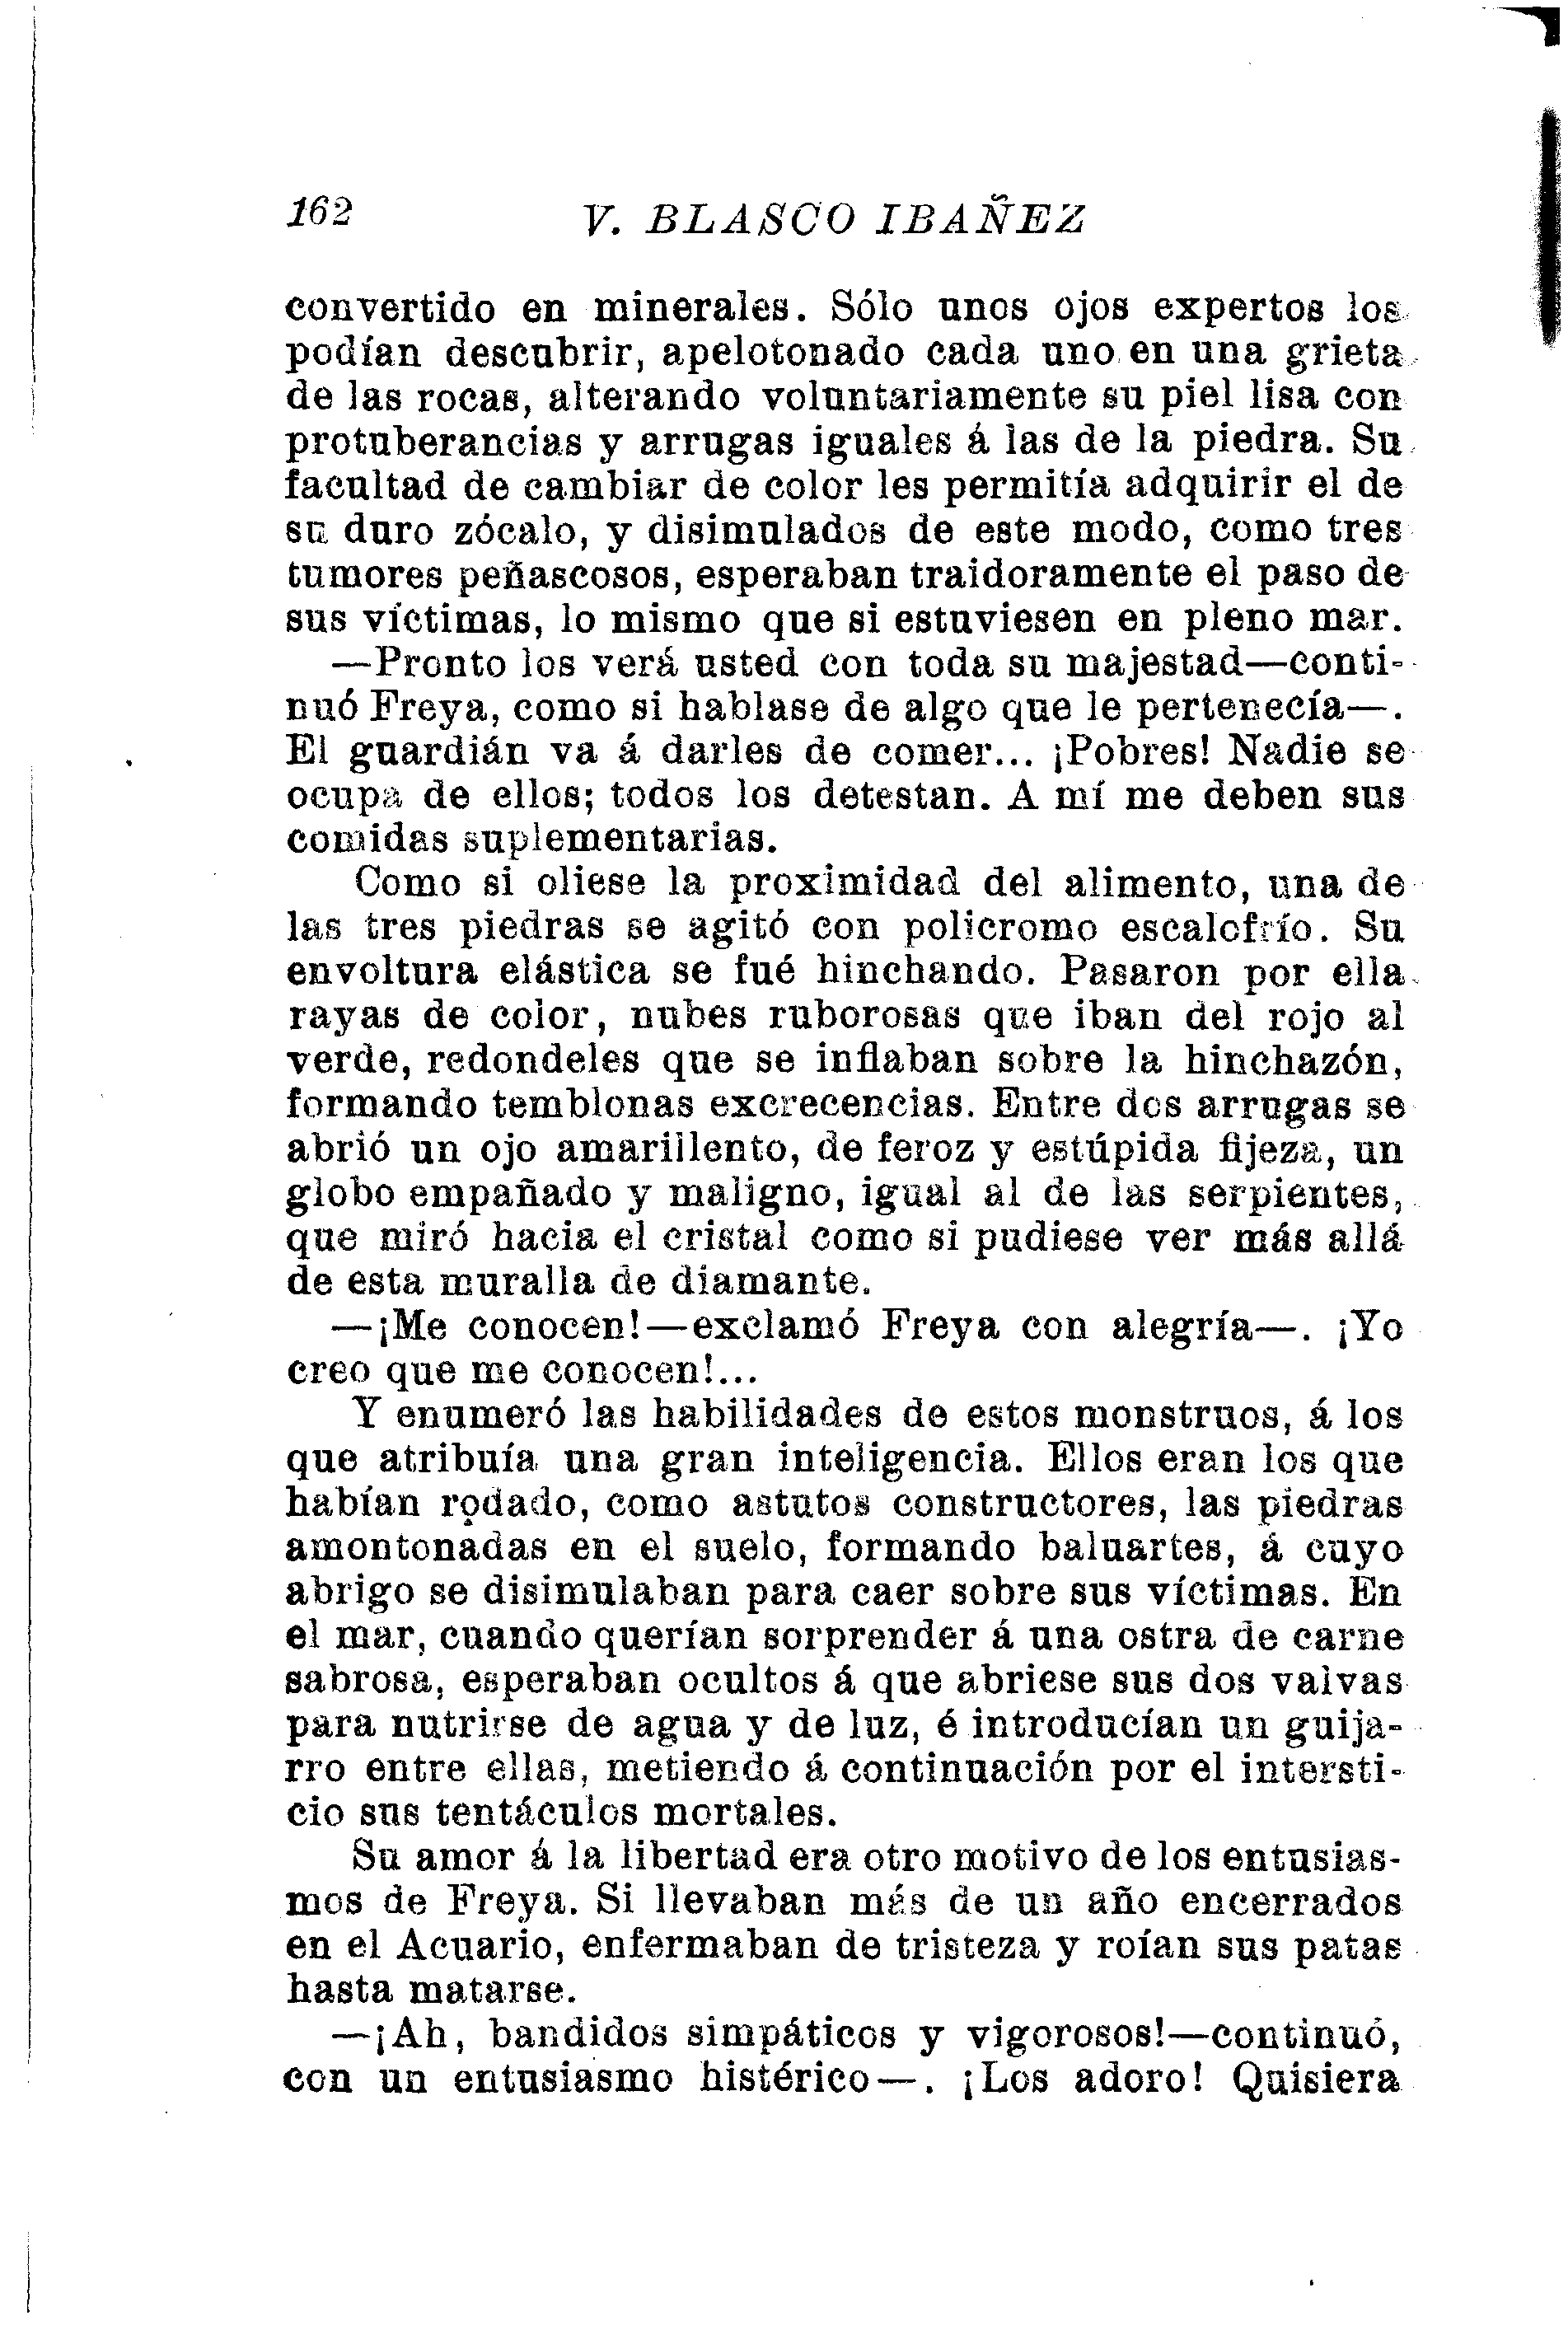 162 V. BLASCO IBAÑEZ
convertido en minerales. Sólo unos ojos expertos los
podían descubrir, apelotonado cada uno en una grieta
de las rocas, alterando voluntariamente su piel lisa con
protuberancias y arrugas iguales á las de la piedra. Su
facultad de cambiar de color les permitía adquirir el de
su duro zócalo, y disimulados de este modo, como tres
tumores peñascosos, esperaban traidoramente el paso de
sus víctimas, lo mismo que si estuviesen en pleno mar.
—Pronto los verá usted con toda su majestad—conti-
nuó Freya, como si hablase de algo que le pertenecía—.
El guardián va á darles de comer... ¡Pobres! Nadie se
ocupa de ellos; todos los detestan. A mí me deben sus
comidas suplementarias.
Como si oliese la proximidad del alimento, una de
las tres piedras se agitó con policromo escalofrío. Su
envoltura elástica se fué hinchando. Pasaron por ella
rayas de color, nubes ruborosas que iban del rojo al
verde, redondeles que se inflaban sobre la hinchazón,
formando temblonas excrecencias. Entre dos arrugas se
abrió un ojo amarillento, de feroz y estúpida fijeza, un
globo empañado y maligno, igual al de las serpientes,
que miró hacia el cristal como si pudiese ver más allá
de esta muralla de diamante.
—¡Me conocen!—exclamó Freya con alegría—. ¡Yo
creo que me conocen!...
Y enumeró las habilidades de estos monstruos, á los
que atribuía una gran inteligencia. Ellos eran los que
habían rodado, como astutos constructores, las piedras
amontonadas en el suelo, formando baluartes, á cuyo
abrigo se disimulaban para caer sobre sus víctimas. En
el mar, cuando querían sorprender á una ostra de carne
sabrosa, esperaban ocultos á que abriese sus dos valvas
para nutrirse de agua y de luz, é introducían un guija-
rro entre ellas, metiendo á continuación por el intersti-
cio sus tentáculos mortales.
Su amor á la libertad era otro motivo de los entusias-
mos de Freya. Si llevaban más de un año encerrados
en el Acuario, enfermaban de tristeza y roían sus patas
hasta matarse.
—¡Ah, bandidos simpáticos y vigorosos!—continuó,
con un entusiasmo histérico—. ¡Los adoro! Quisiera